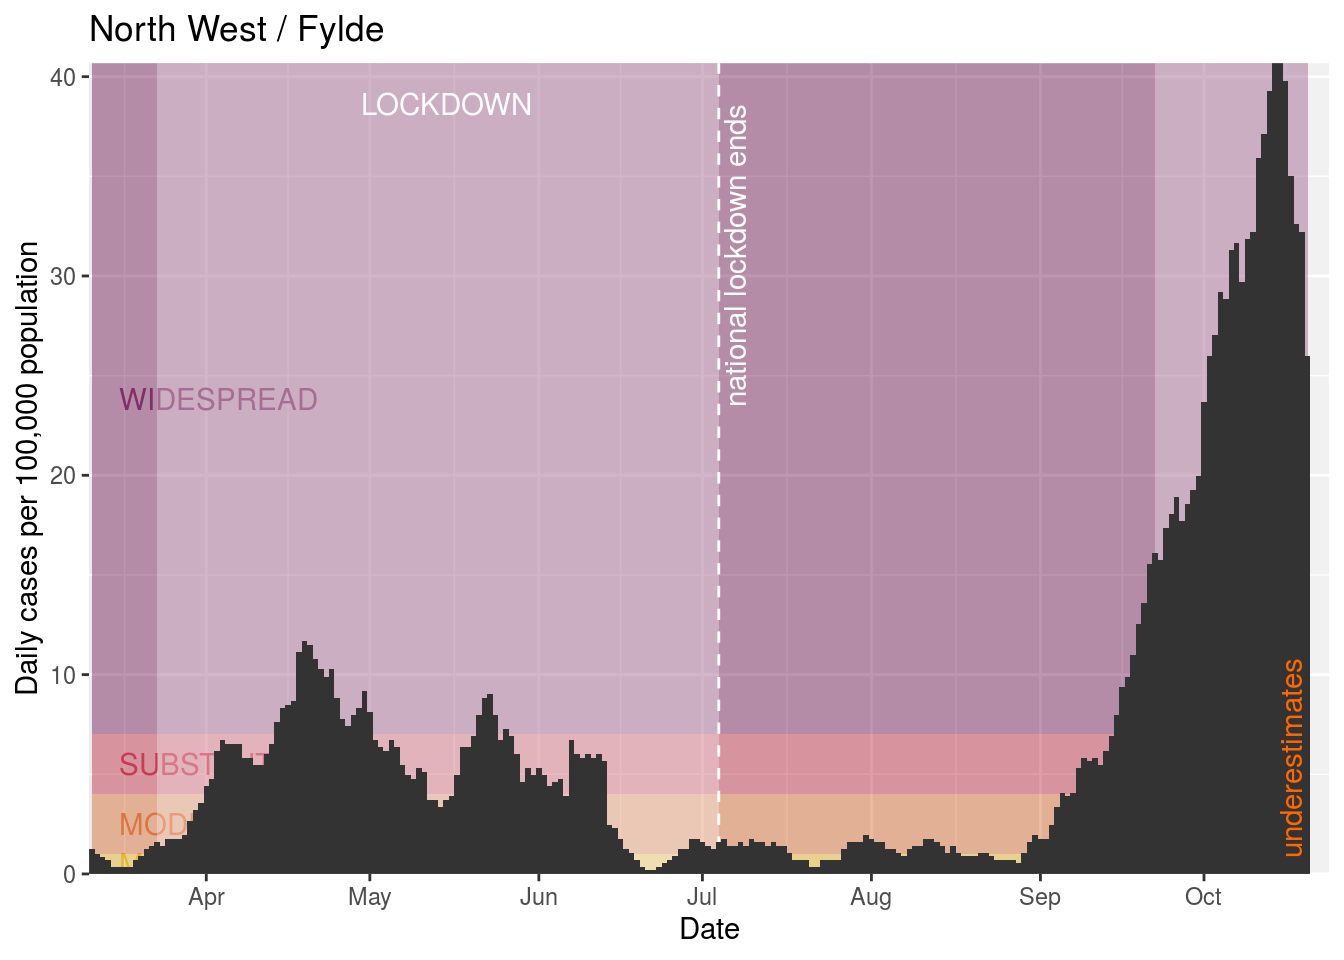 North West / Fylde
40
30
20
10
0
Daily cases per 100,000 population
LOCKDOWN
national lockdown ends
WIDESPREAD
underestimates
Apr
May
Jun
Jul
Aug
Sep
Oct
Date